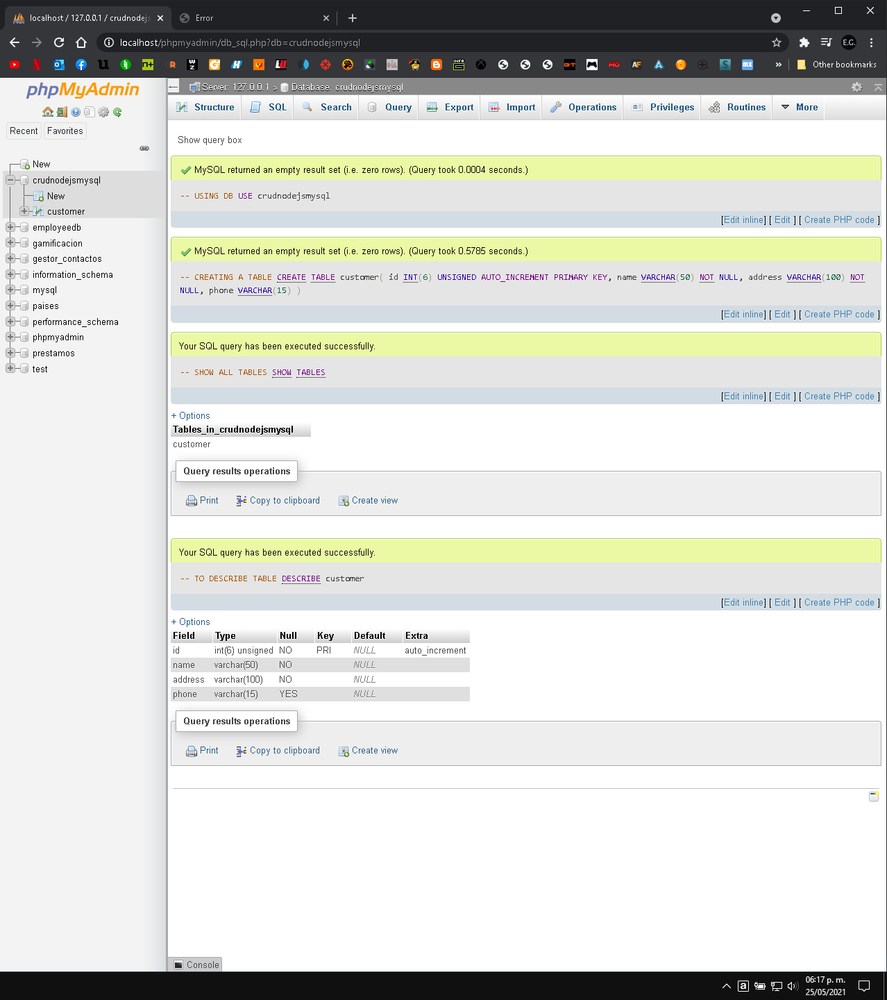 localhost / 127.0.0.1 / crudnodejs
Error
localhost/phpmyadmin/db_sql.php?db=crudnodejsmysql
E.G.
Other bookmarks
phpMyAdmin
Recent
Favorites
New
crudnodejsmysql
New
customer
employeedb
gamificacion
gestor_contactos
information_schema
mysql
paises
performance_schema
phpmyadmin
prestamos
test
Server: 127.0.0.1 » Database: crudnodejsmysql
Structure SQL Search Query Export Import Operations Privileges Routines More
Show query box
MySQL returned an empty result set (i.e. zero rows). (Query took 0.0004 seconds.)
-- USING DB USE crudnodejsmysql
[Edit inline] [ Edit ] [ Create PHP code ]
MySQL returned an empty result set (i.e. zero rows). (Query took 0.5785 seconds.)
-- CREATING A TABLE CREATE TABLE customer( id INT(6) UNSIGNED AUTO_INCREMENT PRIMARY KEY, name VARCHAR(50) NOT NULL, address VARCHAR(100) NOT
NULL, phone VARCHAR(15) )
[Edit inline] [ Edit ] [ Create PHP code ]
Your SQL query has been executed successfully.
-- SHOW ALL TABLES SHOW TABLES
[Edit inline] [ Edit ] [ Create PHP code ]
+ Options
Tables_in_crudnodejsmysql
customer
Query results operations
Print Copy to clipboard Create view
Your SQL query has been executed successfully.
-- TO DESCRIBE TABLE DESCRIBE customer
[Edit inline] [ Edit ] [ Create PHP code ]
+ Options
Field Type Null Key Default Extra
id int(6) unsigned NO PRI NULL auto_increment
name varchar(50) NO NULL
address varchar(100) NO NULL
phone varchar(15) YES NULL
Query results operations
Print Copy to clipboard Create view
Console
06:17 p. m.
25/05/2021